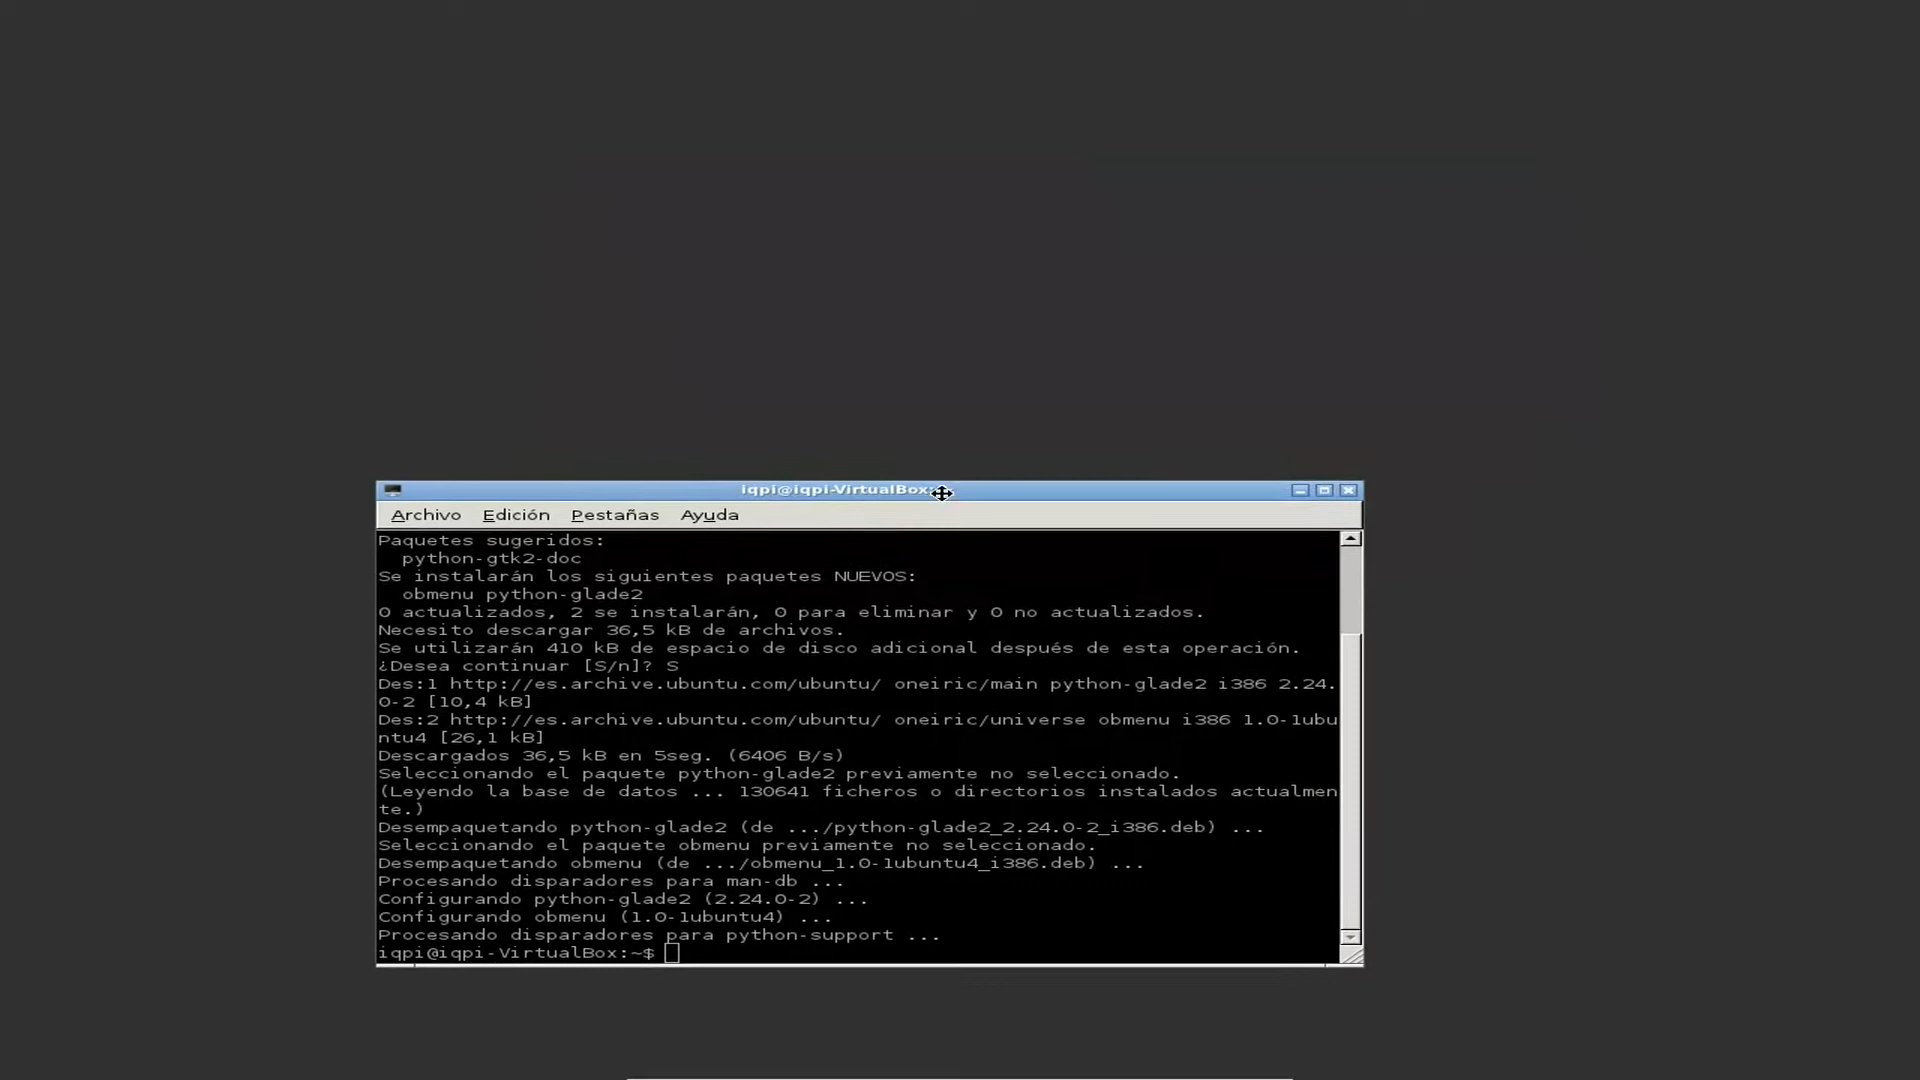 iqpi@iqpi-VirtualBox
Archivo Edición Pestañas Ayuda
Paquetes sugeridos:
python-gtk2-doc
Se instalarán los siguientes paquetes NUEVOS:
obmenu python-glade2
0 actualizados, 2 se instalarán, 0 para eliminar y 0 no actualizados.
Necesito descargar 36,5 kB de archivos.
Se utilizarán 410 kB de espacio de disco adicional después de esta operación.
¿Desea continuar [S/n]? S
Des:1 http://es.archive.ubuntu.com/ubuntu/ oneiric/main python-glade2 i386 2.24.
0-2 [10,4 kB]
Des:2 http://es.archive.ubuntu.com/ubuntu/ oneiric/universe obmenu i386 1.0-1ubu
ntu4 [26,1 kB]
Descargados 36,5 kB en 5seg. (6406 B/s)
Seleccionando el paquete python-glade2 previamente no seleccionado.
(Leyendo la base de datos ... 130641 ficheros o directorios instalados actualmen
te.)
Desempaquetando python-glade2 (de .../python-glade2_2.24.0-2_i386.deb) ...
Seleccionando el paquete obmenu previamente no seleccionado.
Desempaquetando obmenu (de .../obmenu_1.0-1ubuntu4_i386.deb) ...
Procesando disparadores para man-db ...
Configurando python-glade2 (2.24.0-2) ...
Configurando obmenu (1.0-1ubuntu4) ...
Procesando disparadores para python-support ...
iqpi@iqpi-VirtualBox:~$